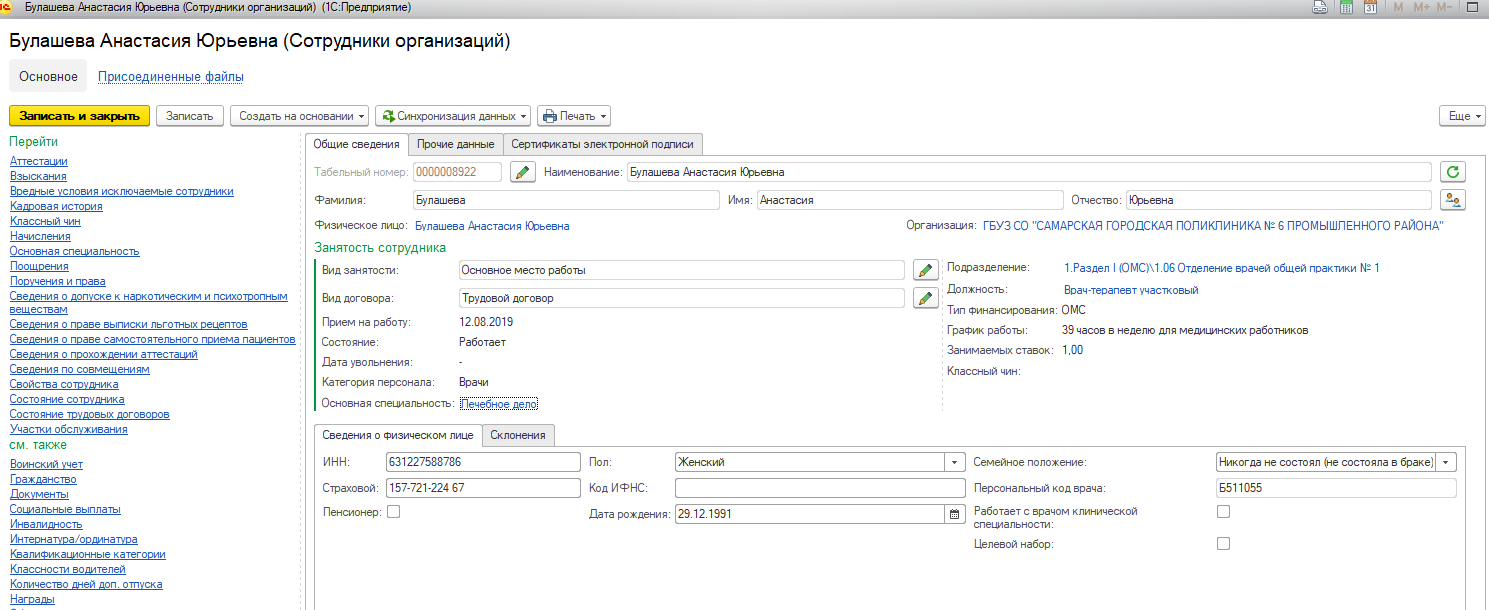 Булашева Анастасия Юрьевна (Сотрудники организаций) (1С:Предприятие)
31 M M+ M-
Булашева Анастасия Юрьевна (Сотрудники организаций)
Основное Присоединенные файлы
Записать и закрыть Записать Создать на основании Синхронизация данных Печать Еще
Перейти
Аттестации
Взыскания
Вредные условия исключаемые сотрудники
Кадровая история
Классный чин
Начисления
Основная специальность
Поощрения
Поручения и права
Сведения о допуске к наркотическим и психотропным
веществам
Сведения о праве выписки льготных рецептов
Сведения о праве самостоятельного приема пациентов
Сведения о прохождении аттестаций
Сведения по совмещениям
Свойства сотрудника
Состояние сотрудника
Состояние трудовых договоров
Участки обслуживания
см. также
Воинский учет
Гражданство
Документы
Социальные выплаты
Инвалидность
Интернатура/ординатура
Квалификационные категории
Классности водителей
Количество дней доп. отпуска
Награды
Общие сведения Прочие данные Сертификаты электронной подписи
Табельный номер: 0000008922 Наименование: Булашева Анастасия Юрьевна
Фамилия: Булашева Имя: Анастасия Отчество: Юрьевна
Физическое лицо: Булашева Анастасия Юрьевна Организация: ГБУЗ СО "САМАРСКАЯ ГОРОДСКАЯ ПОЛИКЛИНИКА № 6 ПРОМЫШЛЕННОГО РАЙОНА"
Занятость сотрудника
Вид занятости: Основное место работы
Вид договора: Трудовой договор
Прием на работу: 12.08.2019
Состояние: Работает
Дата увольнения: -
Категория персонала: Врачи
Основная специальность: Лечебное дело
Подразделение: 1.Раздел I (ОМС)\1.06 Отделение врачей общей практики № 1
Должность: Врач-терапевт участковый
Тип финансирования: ОМС
График работы: 39 часов в неделю для медицинских работников
Занимаемых ставок: 1,00
Классный чин:
Сведения о физическом лице Склонения
ИНН: 631227588786 Пол: Женский Семейное положение: Никогда не состоял (не состояла в браке)
Страховой: 157-721-224 67 Код ИФНС: Персональный код врача: Б511055
Пенсионер: Дата рождения: 29.12.1991 Работает с врачом клинической
специальности:
Целевой набор: